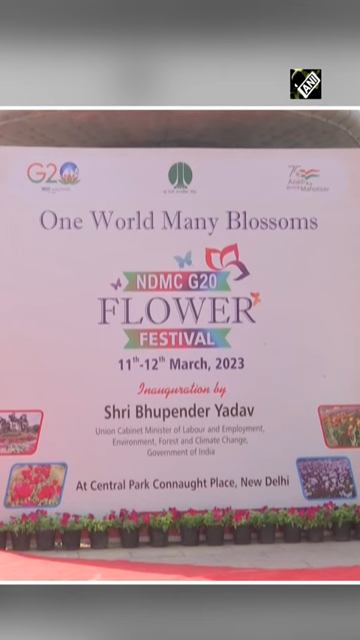 ANI
G20
75
Azadi Ka
Amrit Mahotsav
One World Many Blossoms
NDMC G20
FLOWER
FESTIVAL
11th-12th March, 2023
Inauguration by
Shri Bhupender Yadav
Union Cabinet Minister of Labour and Employment,
Environment, Forest and Climate Change,
Government of India
At Central Park Connaught Place, New Delhi